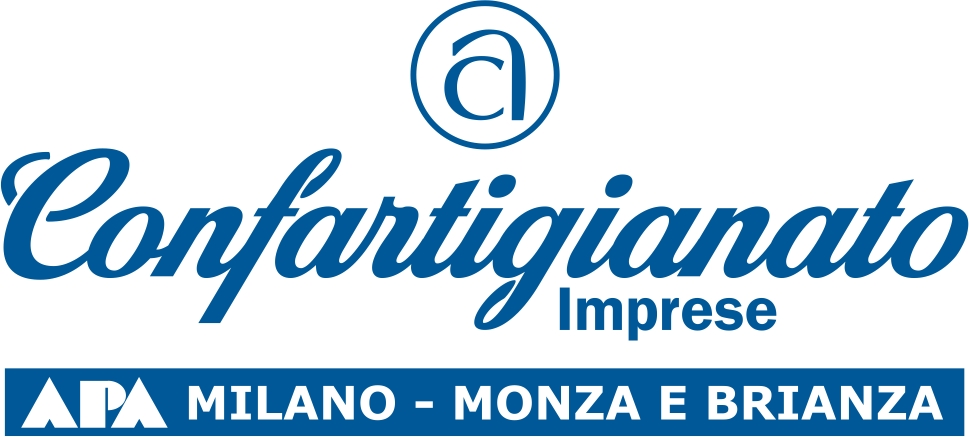 Confartigianato
Imprese
APA MILANO - MONZA E BRIANZA